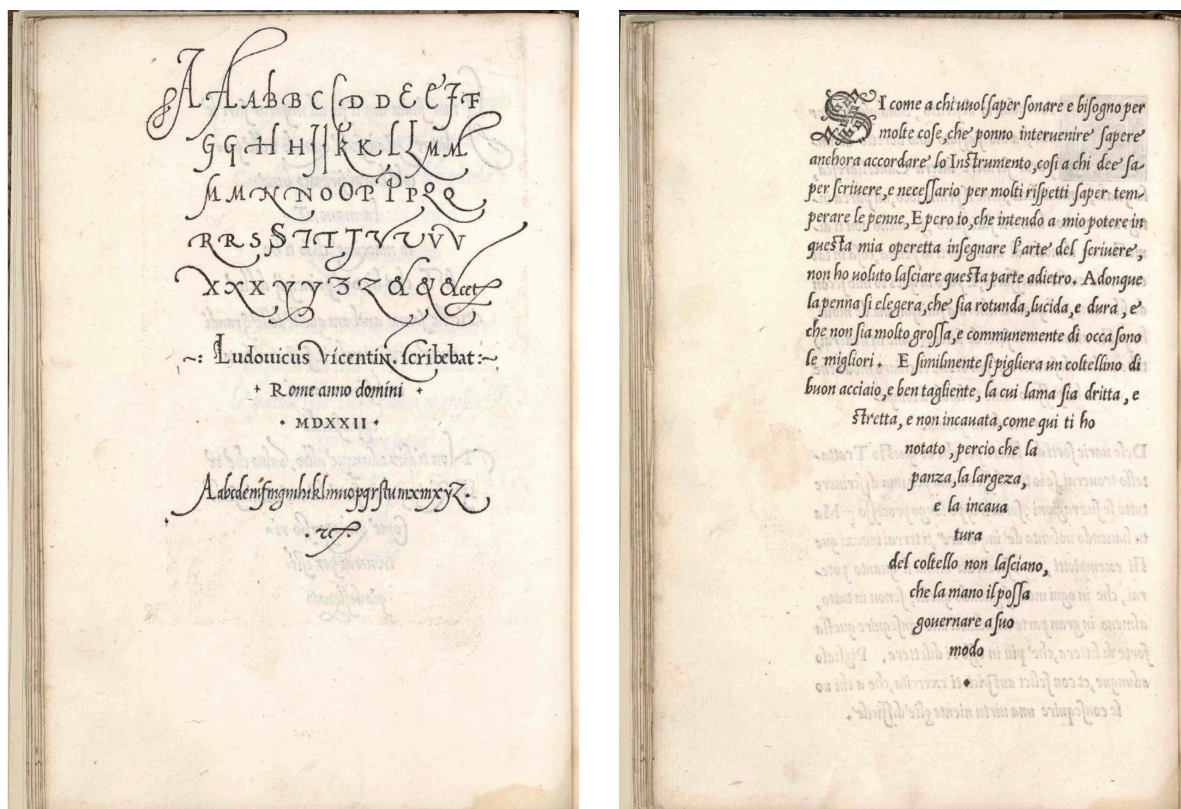 A A A b B C C D D E E F F
G G H H J J K K L L M M
M M N N N O O P P P Q Q
R R S S T T T V U V V
X X X Y Y Z Z & & &cet
~: Ludouicus Vicentin. scribebat :~
Rome anno domini
• MDXXII •
SI come a chi uuol saper sonare e bisogno per
molte cose, che ponno interuenire sapere
anchora accordare lo Instrumento, cosi a chi dee sa-
per scriuere, e necessario per molti rispetti saper tem-
perare le penne, E pero io, che intendo a mio potere in
questa mia operetta insegnare l'arte del scriuere,
non ho uoluto lasciare questa parte adietro. Adonque
la penna si elegera, che sia rotunda, lucida, e dura, e
che non sia molto grossa, e communemente di occa sono
le migliori. E similmente si pigliera un coltellino di
buon acciaio, e ben tagliente, la cui lama sia dritta, e
stretta, e non incauata, come qui ti ho
notato, percio che la
panza, la largeza,
e la incaua
tura
del coltello non lasciano,
che la mano il possa
gouernare a suo
modo